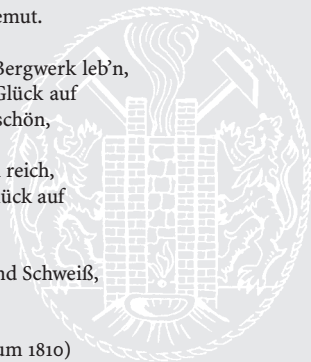 emut.
Bergwerk leb’n,
Glück auf
schön,
reich,
ück auf
nd Schweiß,
um 1810)